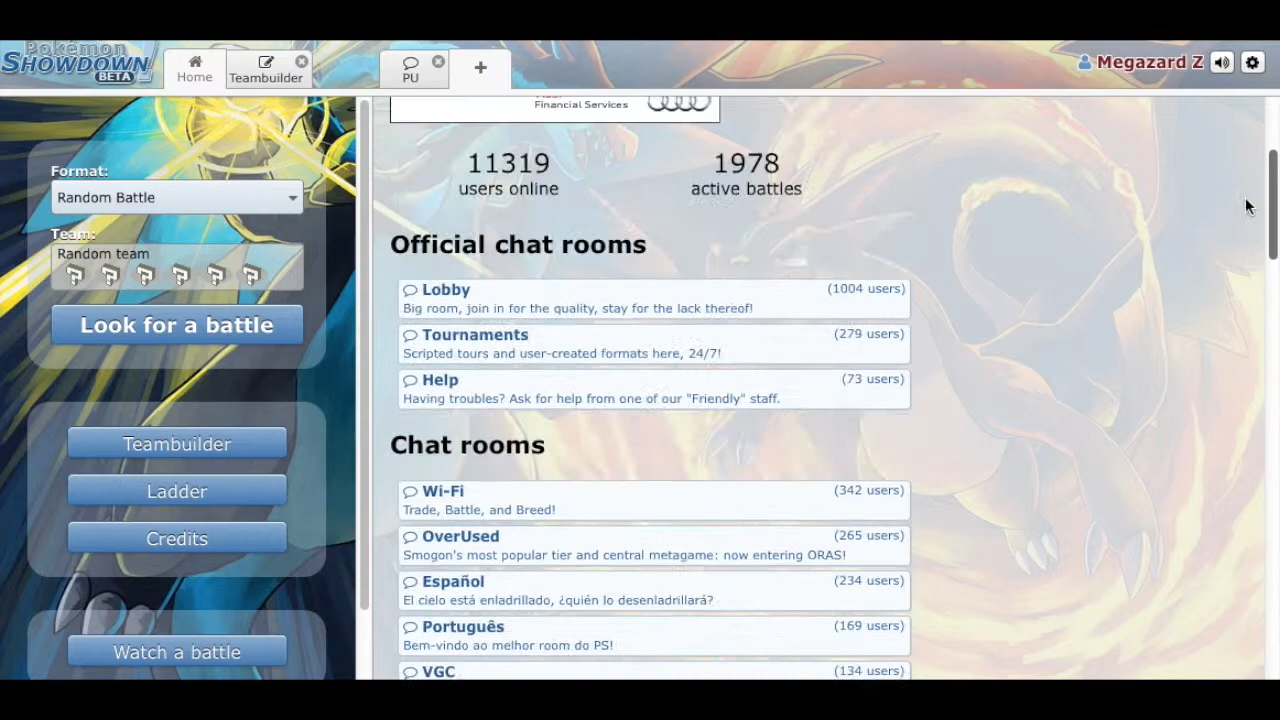 Pokémon
SHOWDOWN
BETA
Home
Teambuilder
PU
+
Megazard Z
Financial Services
Format:
Random Battle
Team:
Random team
? ? ? ? ? ?
Look for a battle
Teambuilder
Ladder
Credits
Watch a battle
11319
users online
1978
active battles
Official chat rooms
Lobby (1004 users)
Big room, join in for the quality, stay for the lack thereof!
Tournaments (279 users)
Scripted tours and user-created formats here, 24/7!
Help (73 users)
Having troubles? Ask for help from one of our "Friendly" staff.
Chat rooms
Wi-Fi (342 users)
Trade, Battle, and Breed!
OverUsed (265 users)
Smogon's most popular tier and central metagame: now entering ORAS!
Español (234 users)
El cielo está enladrillado, ¿quién lo desenladrillará?
Português (169 users)
Bem-vindo ao melhor room do PS!
VGC (134 users)